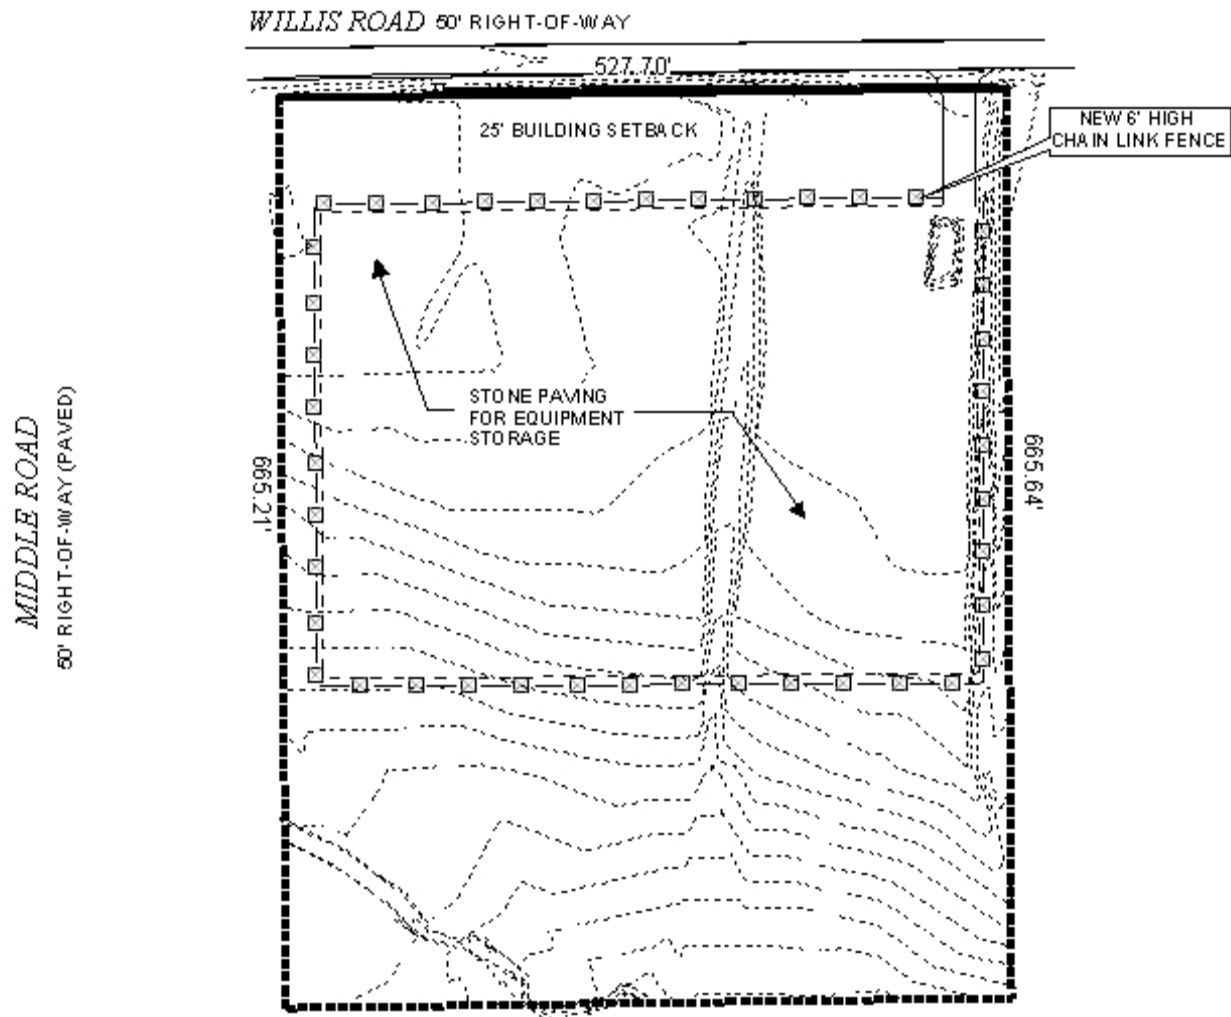 WILLIS ROAD 50' RIGHT-OF-WAY
527.70'
25' BUILDING SETBACK
NEW 6' HIGH
CHAIN LINK FENCE
STONE PAVING
FOR EQUIPMENT
STORAGE
MIDDLE ROAD
50' RIGHT-OF-WAY (PAVED)
665.21'
665.64'